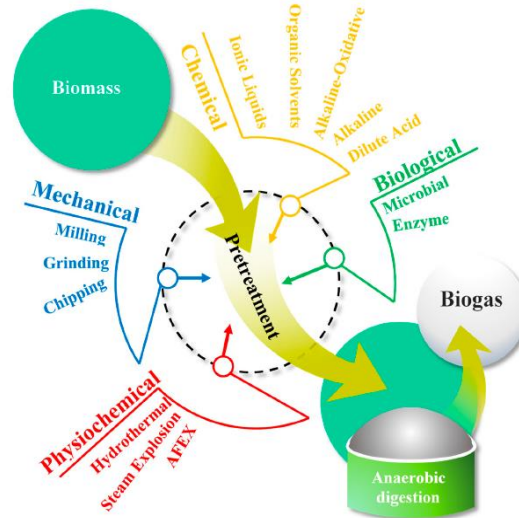 Biomass
Chemical
Ionic Liquids
Organic Solvents
Alkaline-Oxidative
Alkaline
Dilute Acid
Biological
Microbial
Enzyme
Mechanical
Milling
Grinding
Chipping
Pretreatment
Biogas
Physiochemical
Hydrothermal
Steam Explosion
AFEX
Anaerobic
digestion